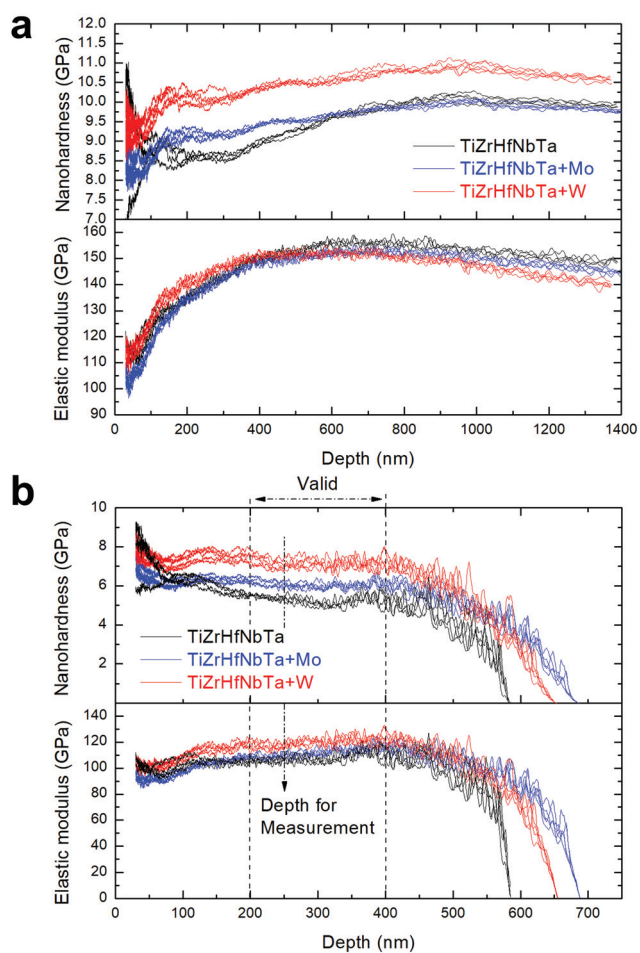 a
Nanohardness (GPa)
12.0
11.5
11.0
10.5
10.0
9.5
9.0
8.5
8.0
7.5
7.0
TiZrHfNbTa
TiZrHfNbTa+Mo
TiZrHfNbTa+W
Elastic modulus (GPa)
160
150
140
130
120
110
100
90
0 200 400 600 800 1000 1200 1400
Depth (nm)
b
Valid
Nanohardness (GPa)
10
8
6
4
2
TiZrHfNbTa
TiZrHfNbTa+Mo
TiZrHfNbTa+W
Elastic modulus (GPa)
140
120
100
80
60
40
20
0
Depth for
Measurement
0 100 200 300 400 500 600 700
Depth (nm)